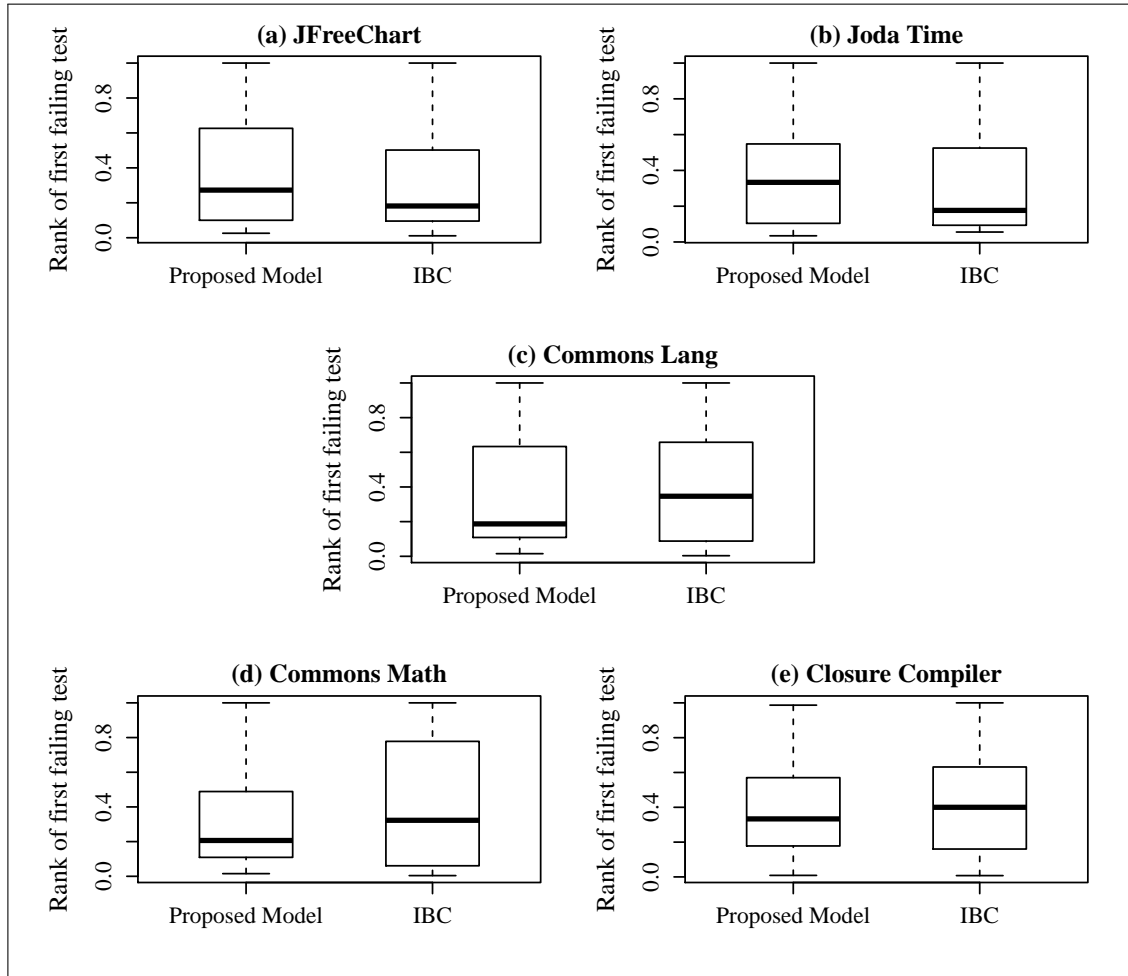 (a) JFreeChart
Rank of first failing test
0.0 0.4 0.8
Proposed Model IBC
(b) Joda Time
Rank of first failing test
0.0 0.4 0.8
Proposed Model IBC
(c) Commons Lang
Rank of first failing test
0.0 0.4 0.8
Proposed Model IBC
(d) Commons Math
Rank of first failing test
0.0 0.4 0.8
Proposed Model IBC
(e) Closure Compiler
Rank of first failing test
0.0 0.4 0.8
Proposed Model IBC